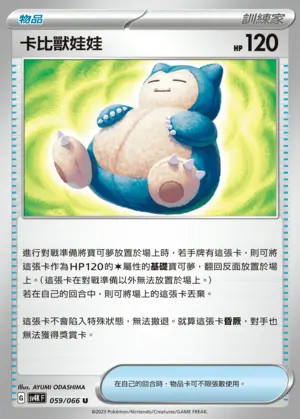 物品
訓練家
卡比獸娃娃
HP 120
進行對戰準備將寶可夢放置於場上時,若手牌有這張卡,則可將
這張卡作為HP120的屬性的基礎寶可夢,翻回反面放置於場
上。(這張卡在對戰準備以外無法放置於場上。)
若在自己的回合中,則可將場上的這張卡丟棄。
這張卡不會陷入特殊狀態,無法撤退。就算這張卡昏厥,對手也
無法獲得獎賞卡。
illus. AYUMI ODASHIMA
G SV4K F 059/066 U
在自己的回合時,物品卡可不限張數使用。
©2023 Pokémon/Nintendo/Creatures/GAME FREAK.